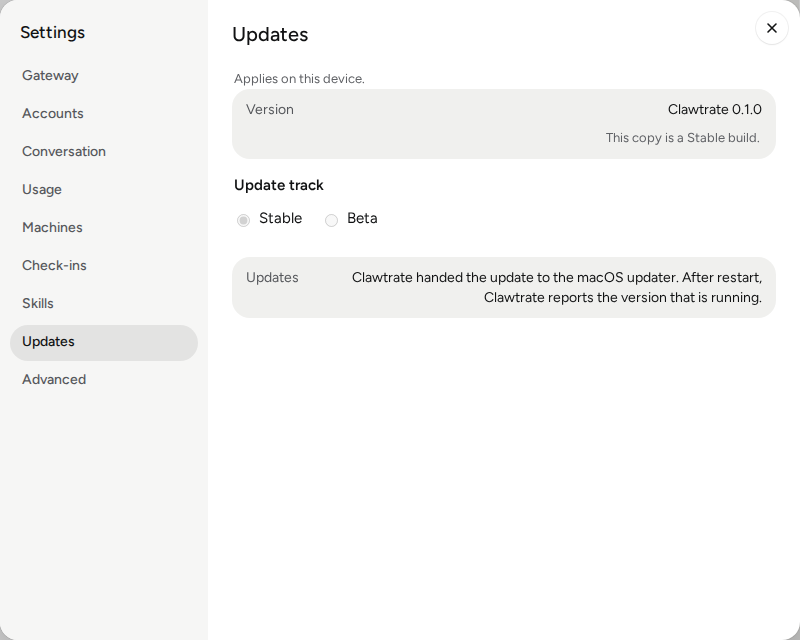 Settings
Gateway
Accounts
Conversation
Usage
Machines
Check-ins
Skills
Updates
Advanced
Updates
Applies on this device.
Version
Clawtrate 0.1.0
This copy is a Stable build.
Update track
Stable
Beta
Updates
Clawtrate handed the update to the macOS updater. After restart,
Clawtrate reports the version that is running.